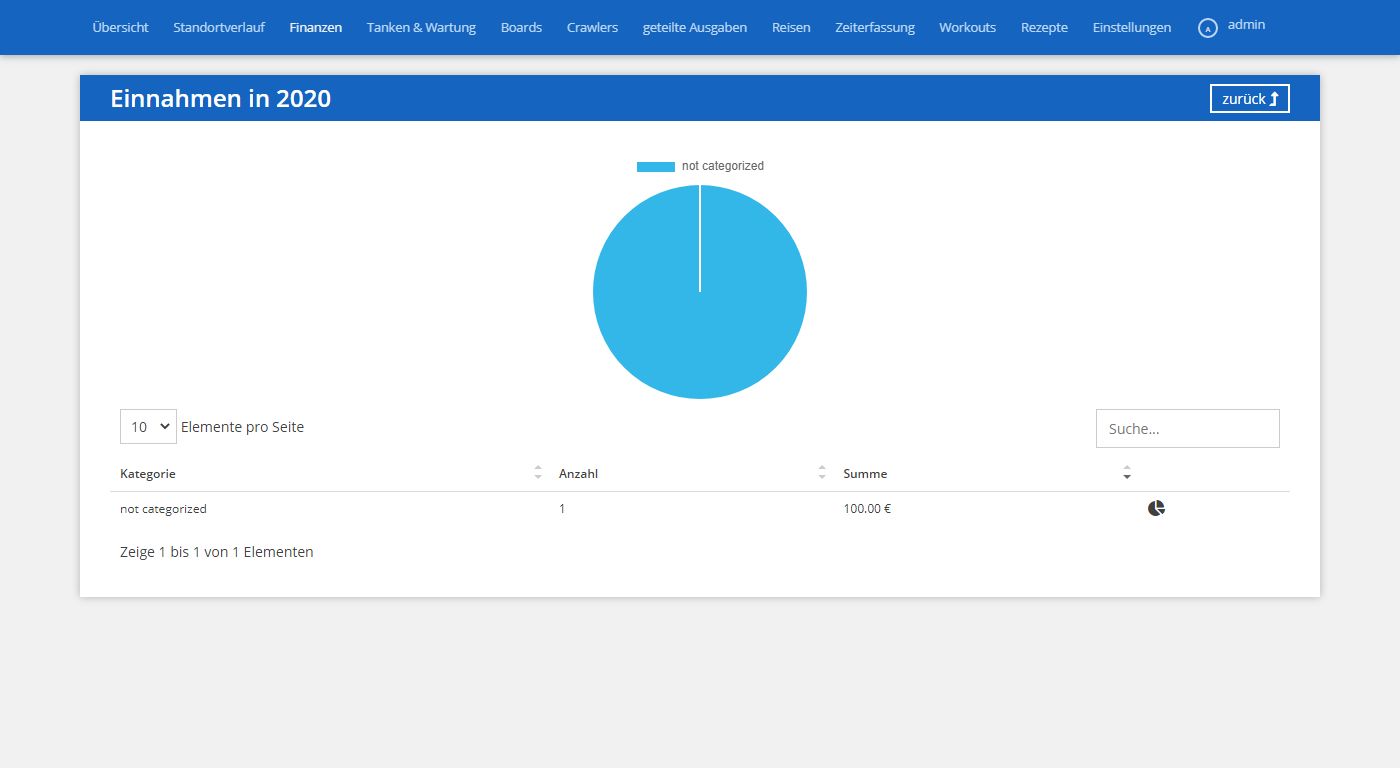 Übersicht Standortverlauf Finanzen Tanken & Wartung Boards Crawlers geteilte Ausgaben Reisen Zeiterfassung Workouts Rezepte Einstellungen A admin
Einnahmen in 2020 zurück
not categorized
10 Elemente pro Seite Suche...
Kategorie Anzahl Summe
not categorized 1 100.00 €
Zeige 1 bis 1 von 1 Elementen